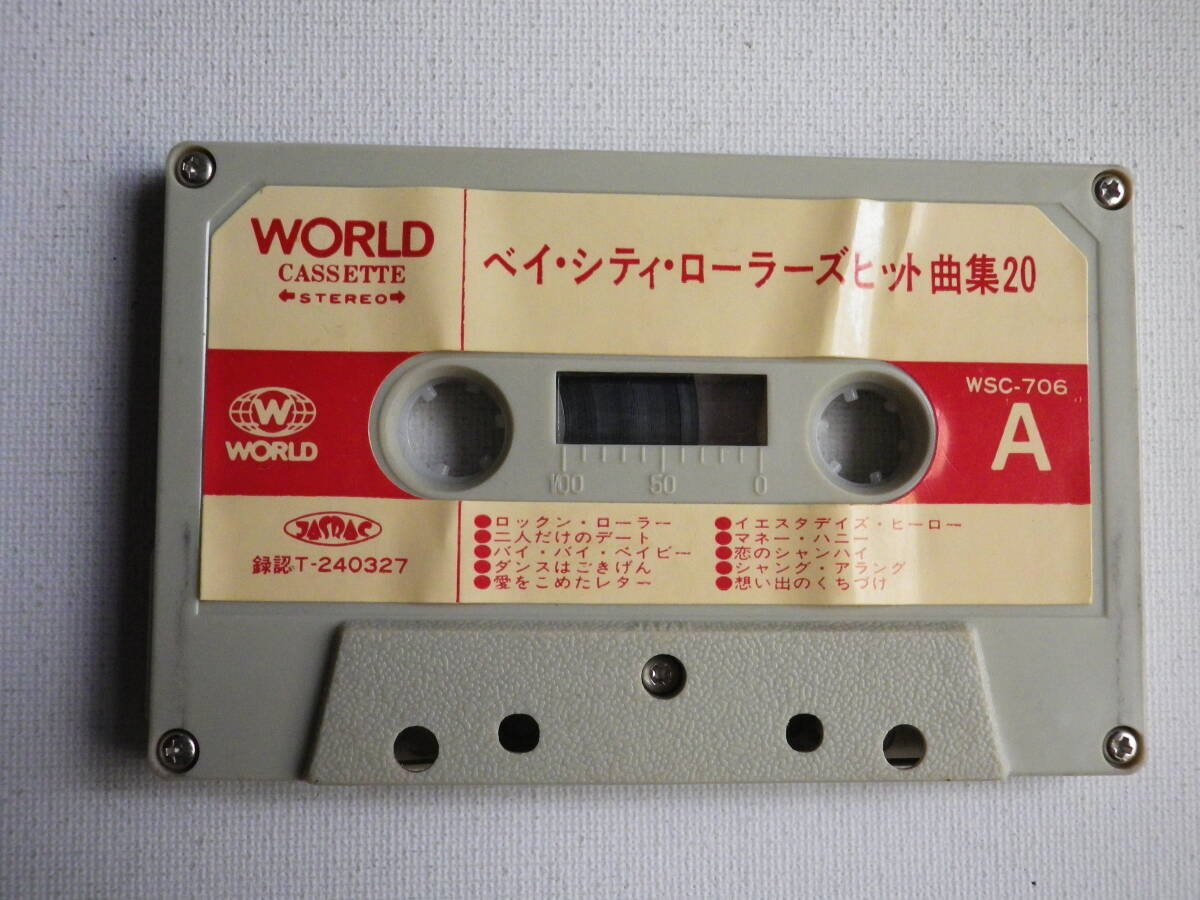 WORLD
CASSETTE
STEREO
ベイ・シティ・ローラーズヒット曲集20
W
WORLD
WSC-706
A
100 50 0
JASRAC
録認T-240327
●ロックン・ローラー
●二人だけのデート
●バイ・バイ・ベイビー
●ダンスはごきげん
●愛をこめたレター
●イエスタデイズ・ヒーロー
●マネー・ハニー
●恋のシャンハイ
●シャング・アラング
●想い出のくちづけ